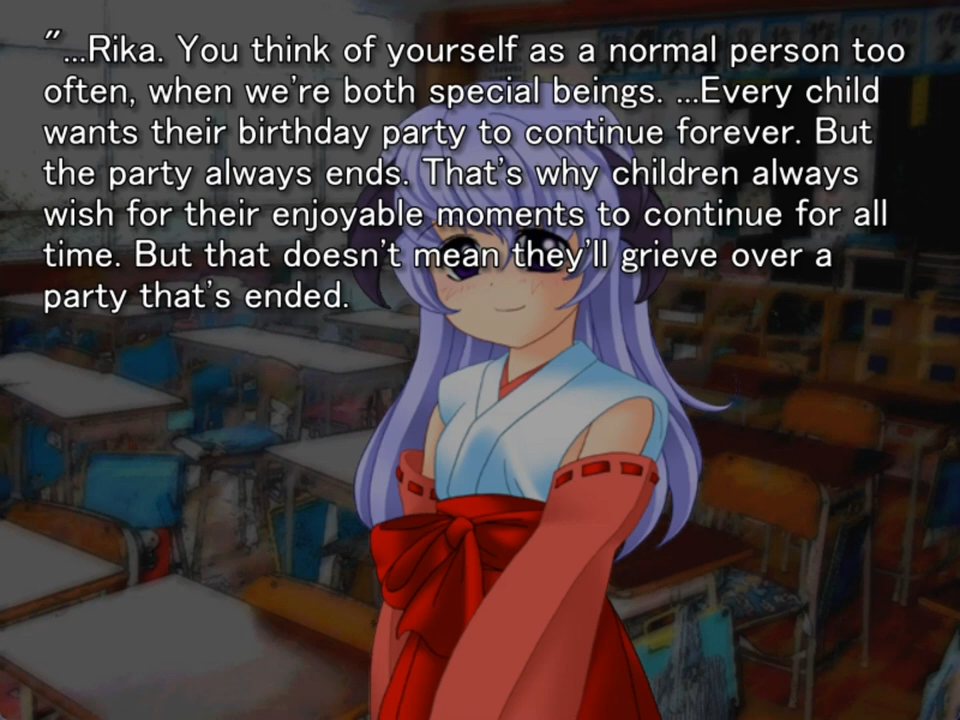 "...Rika. You think of yourself as a normal person too
often, when we're both special beings. ...Every child
wants their birthday party to continue forever. But
the party always ends. That's why children always
wish for their enjoyable moments to continue for all
time. But that doesn't mean they'll grieve over a
party that's ended.